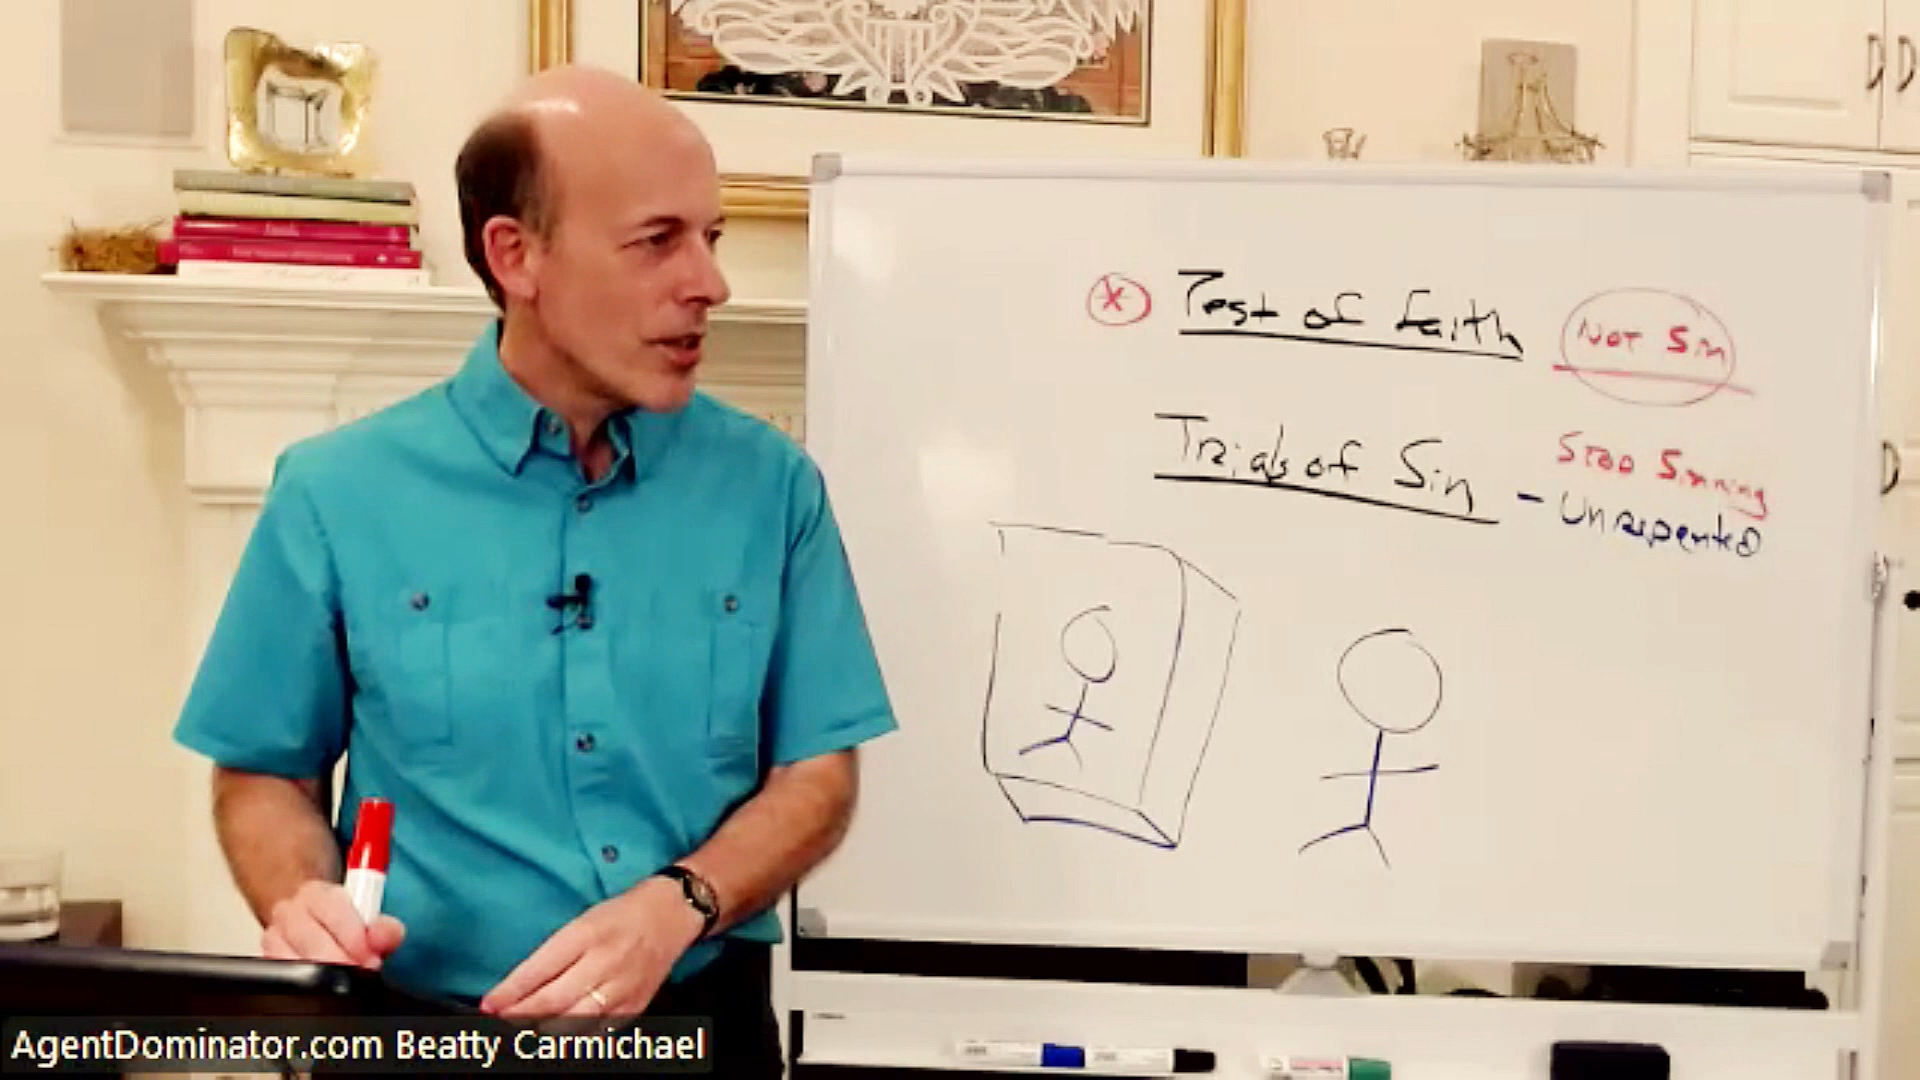 Test of faith
NOT Sin
Trials of Sin
Stop Sinning
- Unrepented
AgentDominator.com Beatty Carmichael